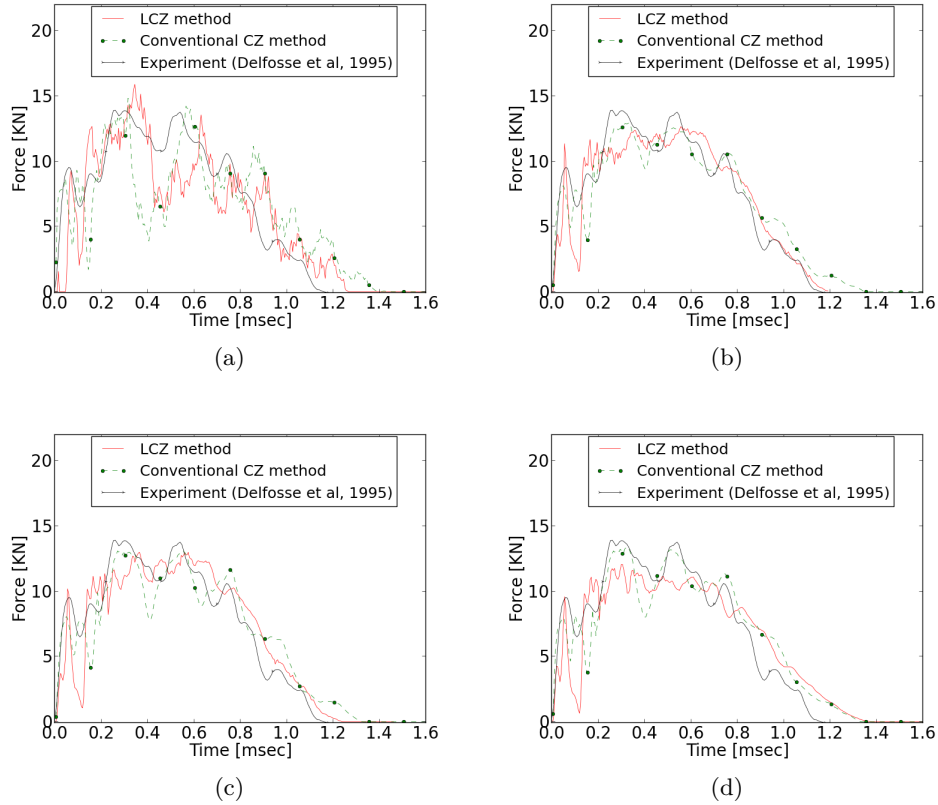 LCZ method
Conventional CZ method
Experiment (Delfosse et al, 1995)
20
15
10
5
0
Force [KN]
0.0 0.2 0.4 0.6 0.8 1.0 1.2 1.4 1.6
Time [msec]
(a)
LCZ method
Conventional CZ method
Experiment (Delfosse et al, 1995)
20
15
10
5
0
Force [KN]
0.0 0.2 0.4 0.6 0.8 1.0 1.2 1.4 1.6
Time [msec]
(b)
LCZ method
Conventional CZ method
Experiment (Delfosse et al, 1995)
20
15
10
5
0
Force [KN]
0.0 0.2 0.4 0.6 0.8 1.0 1.2 1.4 1.6
Time [msec]
(c)
LCZ method
Conventional CZ method
Experiment (Delfosse et al, 1995)
20
15
10
5
0
Force [KN]
0.0 0.2 0.4 0.6 0.8 1.0 1.2 1.4 1.6
Time [msec]
(d)